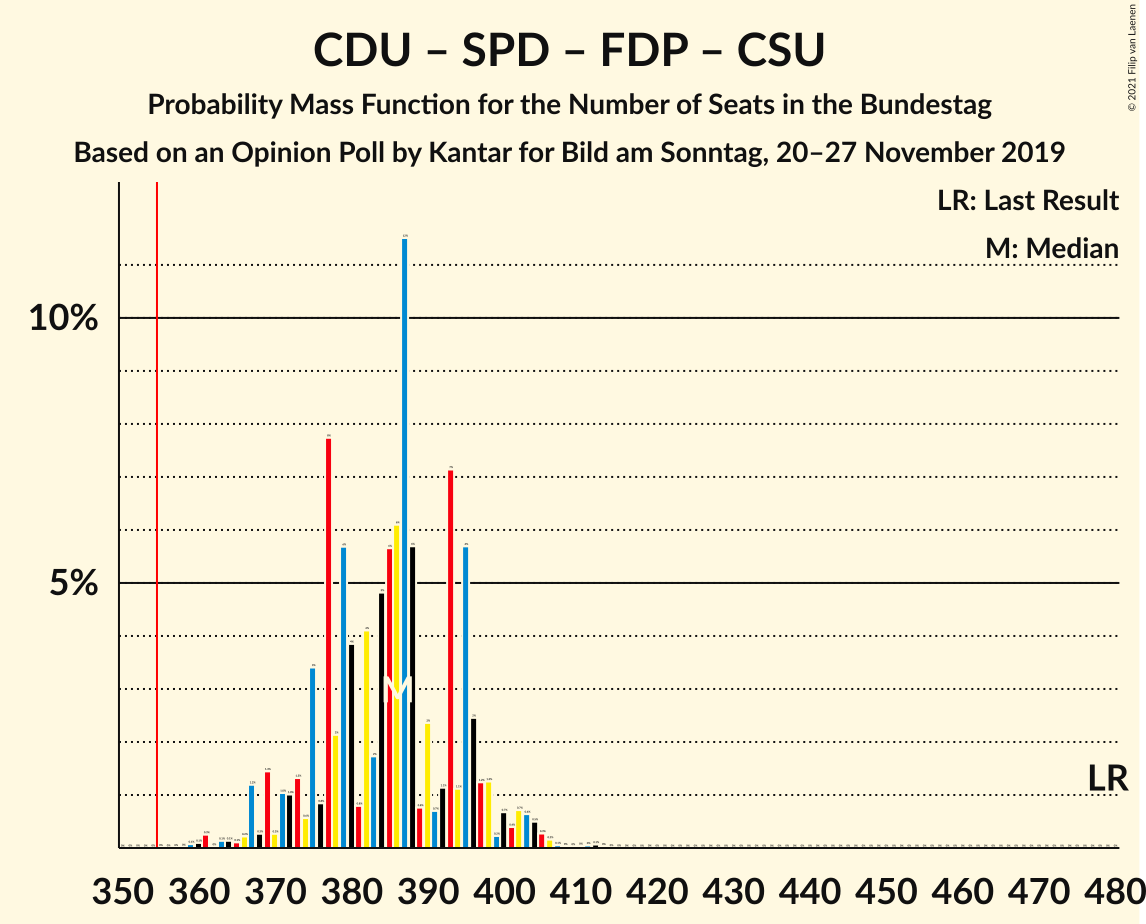 CDU – SPD – FDP – CSU
Probability Mass Function for the Number of Seats in the Bundestag
Based on an Opinion Poll by Kantar for Bild am Sonntag, 20–27 November 2019
© 2021 Filip van Laenen
LR: Last Result
M: Median
10%
5%
M
LR
350 360 370 380 390 400 410 420 430 440 450 460 470 480